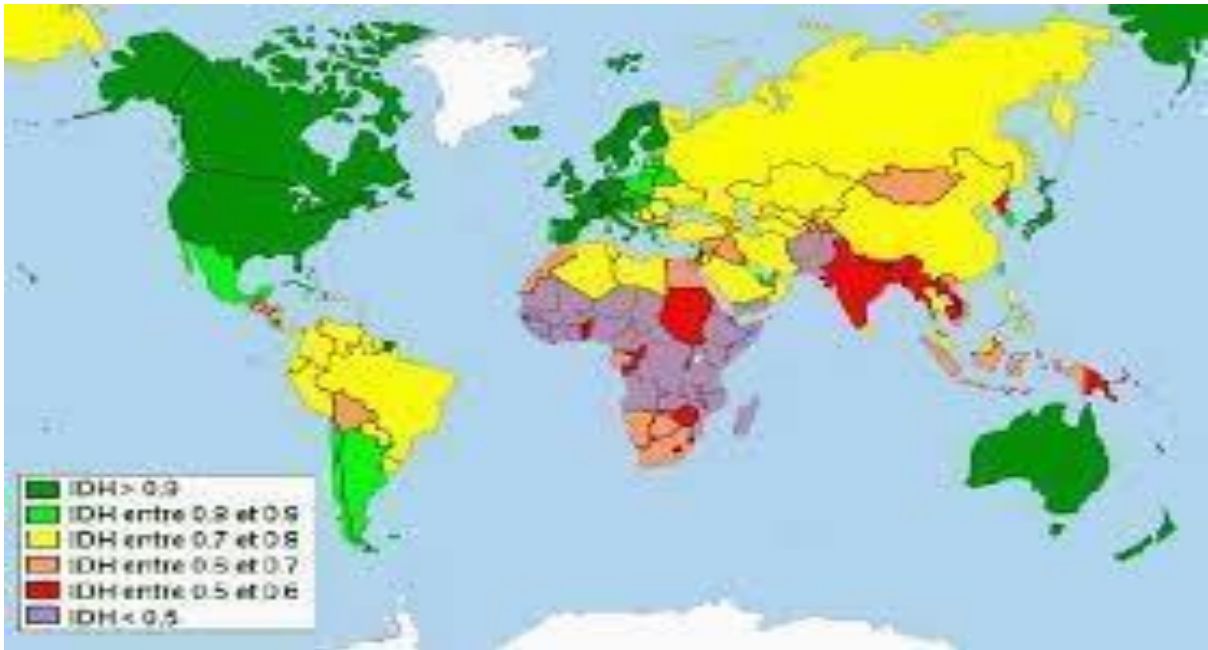 IDH > 0.9
IDH entre 0.8 et 0.9
IDH entre 0.7 et 0.8
IDH entre 0.6 et 0.7
IDH entre 0.5 et 0.6
IDH < 0.5